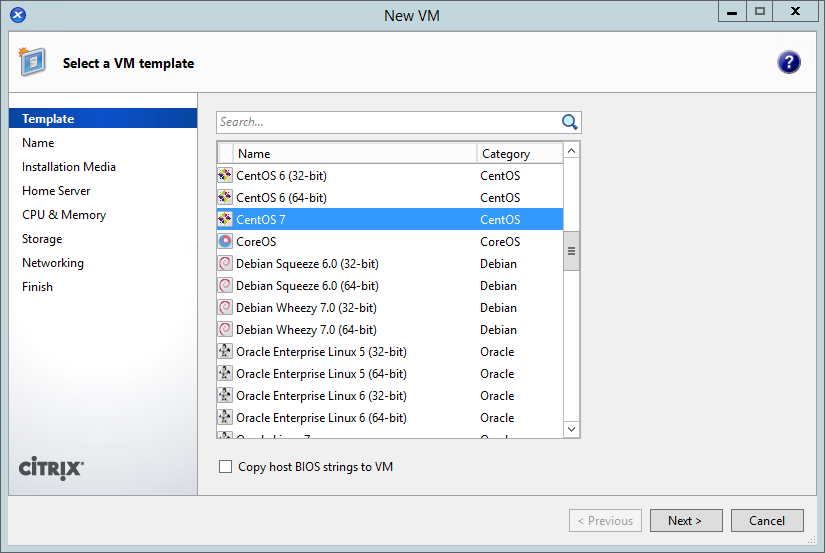 New VM
Select a VM template
?
Template
Name
Installation Media
Home Server
CPU & Memory
Storage
Networking
Finish
CITRIX
Search...
Name Category
CentOS 6 (32-bit) CentOS
CentOS 6 (64-bit) CentOS
CentOS 7 CentOS
CoreOS CoreOS
Debian Squeeze 6.0 (32-bit) Debian
Debian Squeeze 6.0 (64-bit) Debian
Debian Wheezy 7.0 (32-bit) Debian
Debian Wheezy 7.0 (64-bit) Debian
Oracle Enterprise Linux 5 (32-bit) Oracle
Oracle Enterprise Linux 5 (64-bit) Oracle
Oracle Enterprise Linux 6 (32-bit) Oracle
Oracle Enterprise Linux 6 (64-bit) Oracle
Copy host BIOS strings to VM
< Previous Next > Cancel